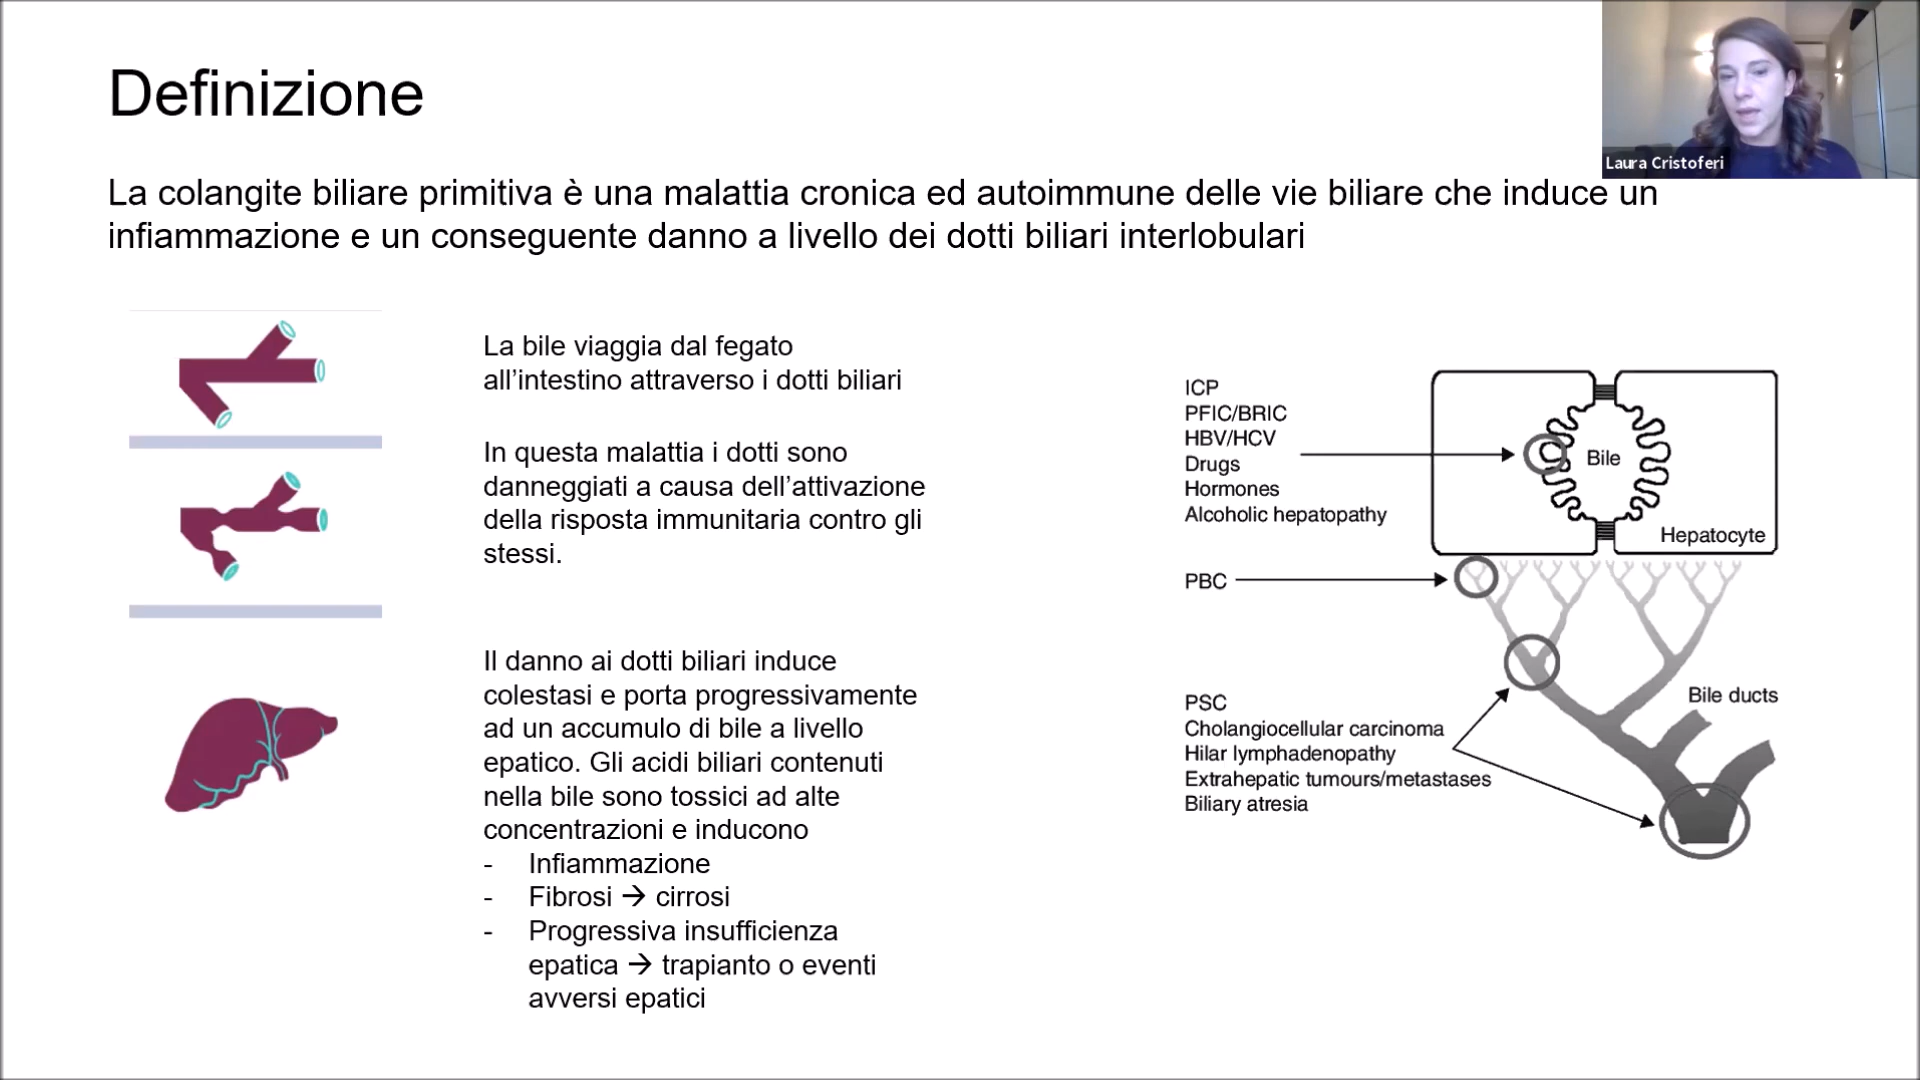 Definizione
Laura Cristoferi
La colangite biliare primitiva è una malattia cronica ed autoimmune delle vie biliare che induce un
infiammazione e un conseguente danno a livello dei dotti biliari interlobulari
La bile viaggia dal fegato
all’intestino attraverso i dotti biliari
In questa malattia i dotti sono
danneggiati a causa dell’attivazione
della risposta immunitaria contro gli
stessi.
Il danno ai dotti biliari induce
colestasi e porta progressivamente
ad un accumulo di bile a livello
epatico. Gli acidi biliari contenuti
nella bile sono tossici ad alte
concentrazioni e inducono
- Infiammazione
- Fibrosi → cirrosi
- Progressiva insufficienza
epatica → trapianto o eventi
avversi epatici
ICP
PFIC/BRIC
HBV/HCV
Drugs
Hormones
Alcoholic hepatopathy
Bile
Hepatocyte
PBC
Bile ducts
PSC
Cholangiocellular carcinoma
Hilar lymphadenopathy
Extrahepatic tumours/metastases
Biliary atresia